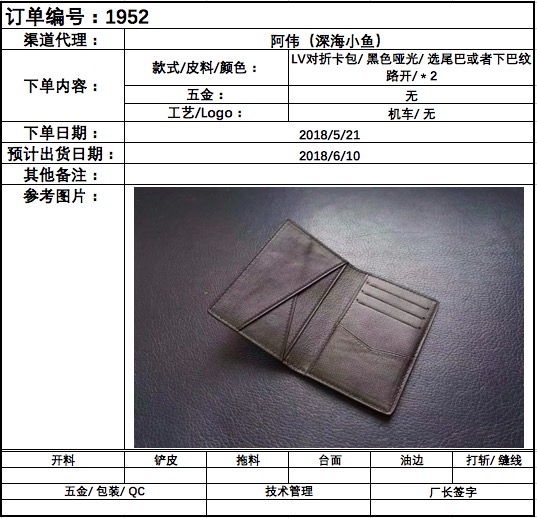 订单编号：1952
渠道代理：
阿伟（深海小鱼）
下单内容：
款式/皮料/颜色：
LV对折卡包/ 黑色哑光/ 选尾巴或者下巴纹
路开/ * 2
五金：
无
工艺/Logo：
机车/ 无
下单日期：
2018/5/21
预计出货日期：
2018/6/10
其他备注：
参考图片：
开料
铲皮
拖料
台面
油边
打斩/ 缝线
五金/ 包装/ QC
技术管理
厂长签字